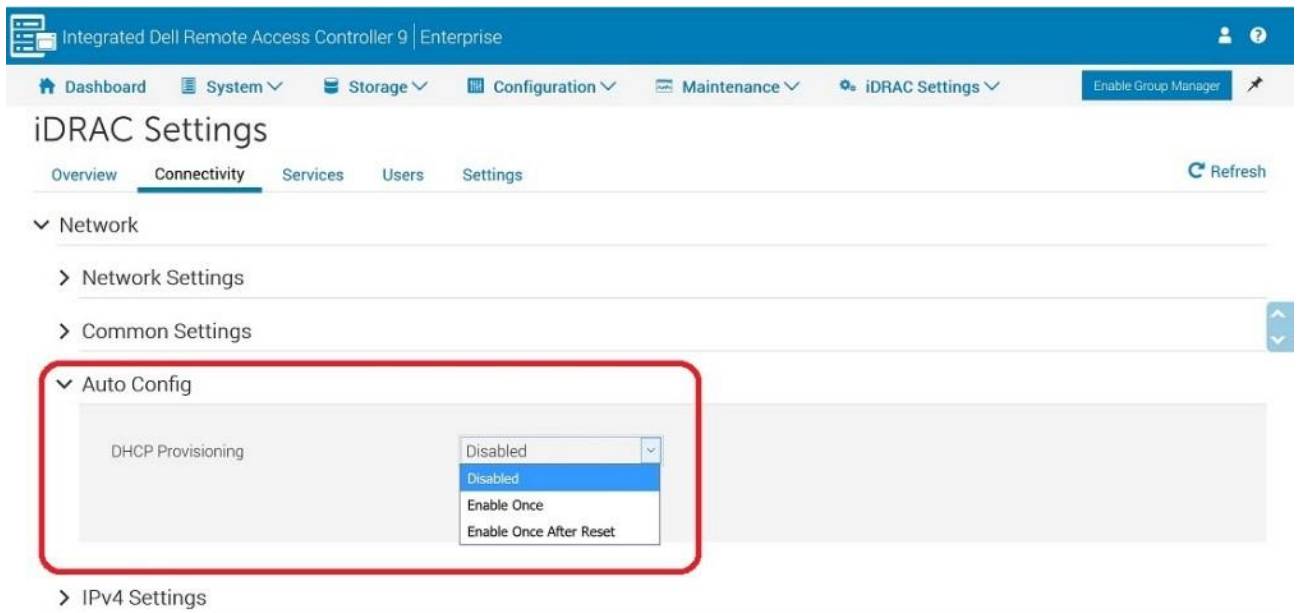 Integrated Dell Remote Access Controller 9 | Enterprise
Dashboard System Storage Configuration Maintenance iDRAC Settings Enable Group Manager
iDRAC Settings
Overview Connectivity Services Users Settings Refresh
Network
Network Settings
Common Settings
Auto Config
DHCP Provisioning Disabled
Disabled
Enable Once
Enable Once After Reset
IPv4 Settings